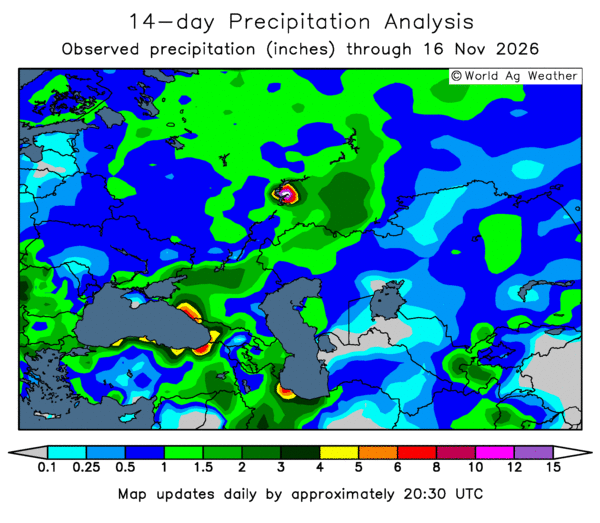 14-day Precipitation Analysis
Observed precipitation (inches) through 16 Nov 2026
©World Ag Weather
0.1 0.25 0.5 1 1.5 2 3 4 5 6 8 10 12 15
Map updates daily by approximately 20:30 UTC